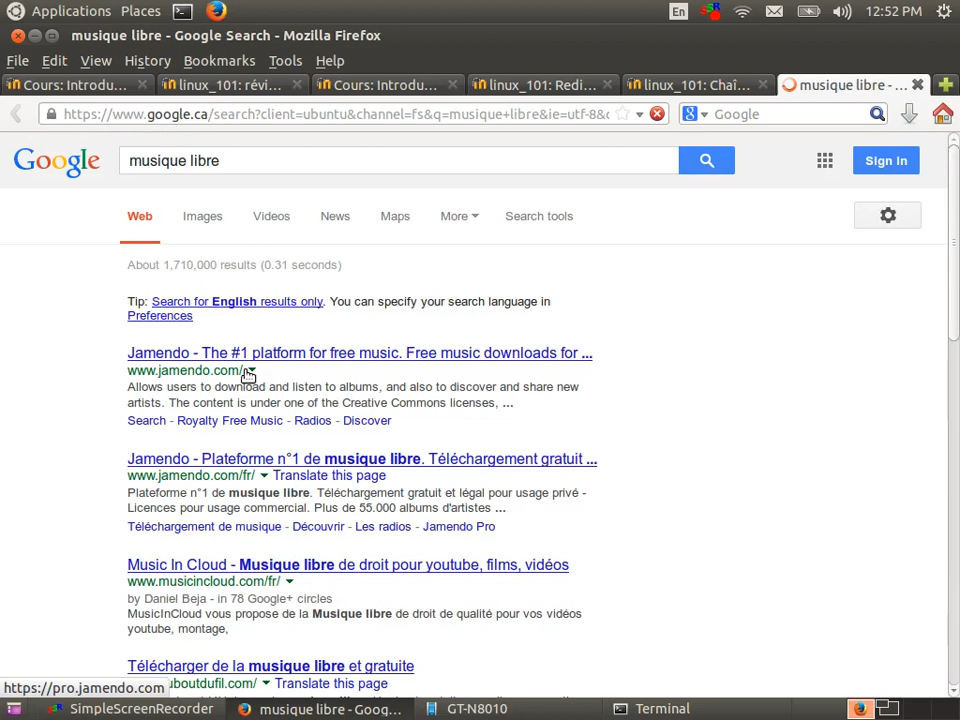 Applications Places En 12:52 PM
musique libre - Google Search - Mozilla Firefox
File Edit View History Bookmarks Tools Help
Cours: Introdu... linux_101: révi... Cours: Introdu... linux_101: Redi... linux_101: Chaî... musique libre - ...
https://www.google.ca/search?client=ubuntu&channel=fs&q=musique+libre&ie=utf-8& Google
Google musique libre Sign in
Web Images Videos News Maps More Search tools
About 1,710,000 results (0.31 seconds)
Tip: Search for English results only. You can specify your search language in
Preferences
Jamendo - The #1 platform for free music. Free music downloads for ...
www.jamendo.com/
Allows users to download and listen to albums, and also to discover and share new
artists. The content is under one of the Creative Commons licenses, ...
Search - Royalty Free Music - Radios - Discover
Jamendo - Plateforme n°1 de musique libre. Téléchargement gratuit ...
www.jamendo.com/fr/ Translate this page
Plateforme n°1 de musique libre. Téléchargement gratuit et légal pour usage privé -
Licences pour usage commercial. Plus de 55.000 albums d'artistes ...
Téléchargement de musique - Découvrir - Les radios - Jamendo Pro
Music In Cloud - Musique libre de droit pour youtube, films, vidéos
www.musicincloud.com/fr/
by Daniel Beja - in 78 Google+ circles
MusicInCloud vous propose de la Musique libre de droit de qualité pour vos vidéos
youtube, montage,
Télécharger de la musique libre et gratuite
uboutdufil.com/ Translate this page
https://pro.jamendo.com
SimpleScreenRecorder musique libre - Goog... GT-N8010 Terminal